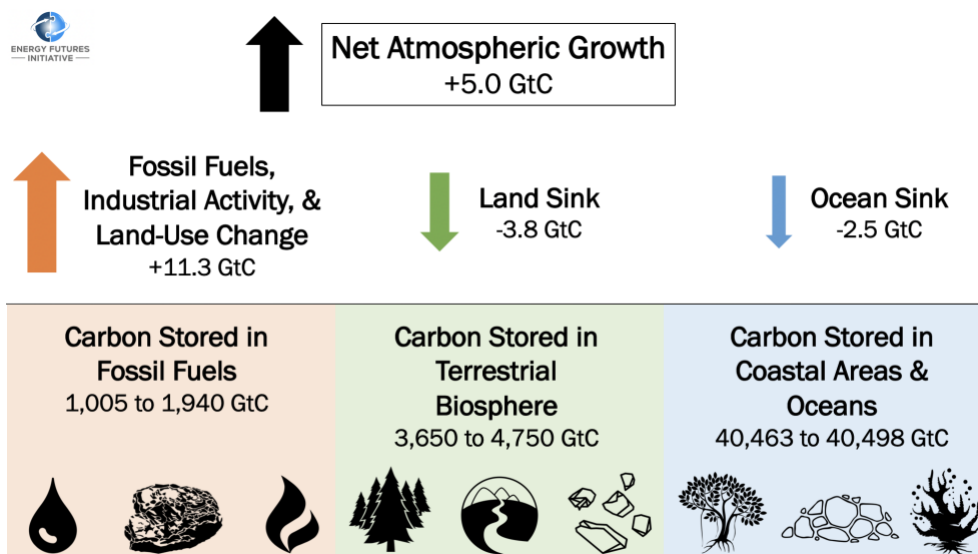 ENERGY FUTURES
INITIATIVE
Net Atmospheric Growth
+5.0 GtC
Fossil Fuels,
Industrial Activity, &
Land-Use Change
+11.3 GtC
Land Sink
-3.8 GtC
Ocean Sink
-2.5 GtC
Carbon Stored in
Fossil Fuels
1,005 to 1,940 GtC
Carbon Stored in
Terrestrial
Biosphere
3,650 to 4,750 GtC
Carbon Stored in
Coastal Areas &
Oceans
40,463 to 40,498 GtC